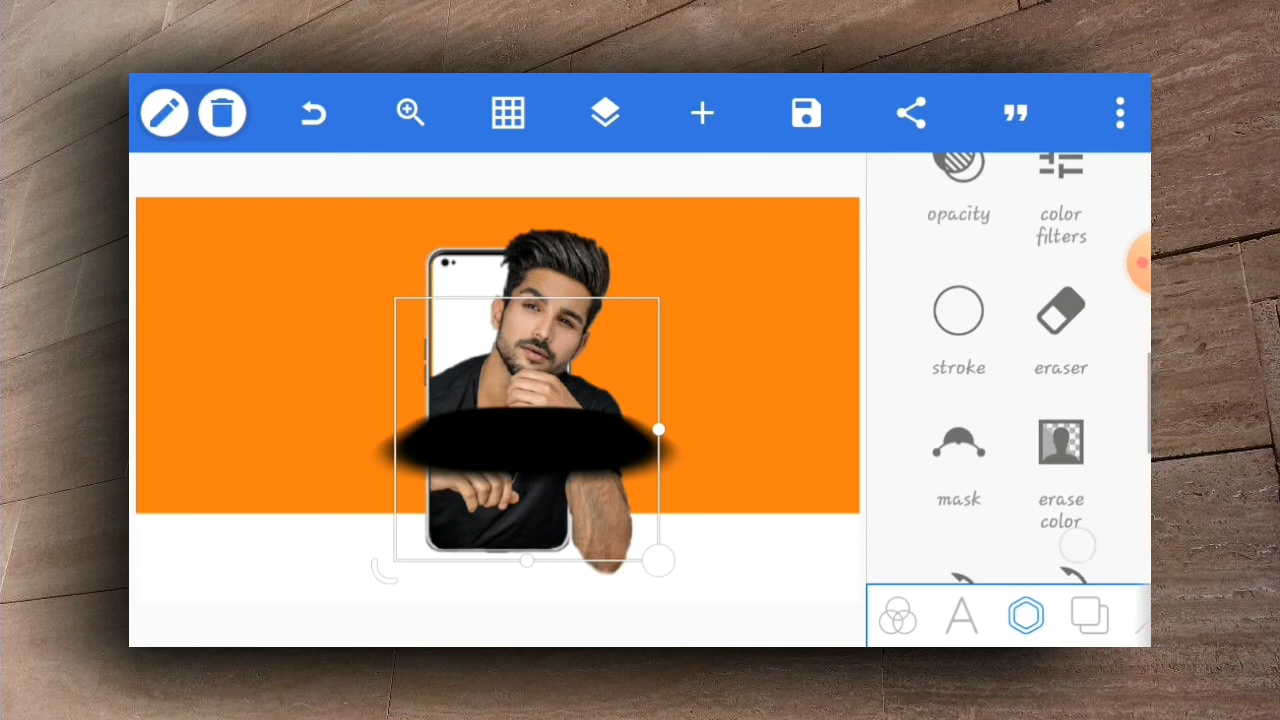 opacity
color
filters
stroke
eraser
mask
erase
color